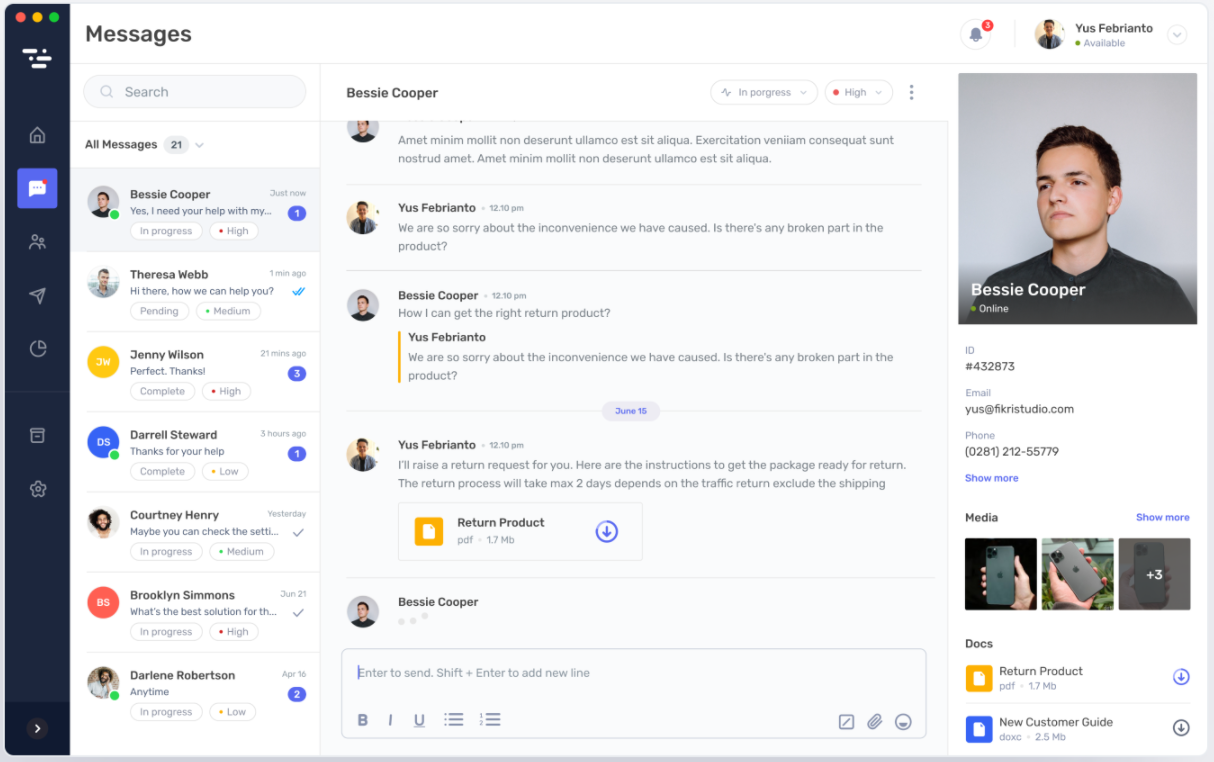 Messages
3
Yus Febrianto
Available
Search
All Messages 21
Bessie Cooper Just now
Yes, I need your help with my... 1
In progress High
Theresa Webb 1 min ago
Hi there, how we can help you?
Pending Medium
JW
Jenny Wilson 21 mins ago
Perfect. Thanks! 3
Complete High
DS
Darrell Steward 3 hours ago
Thanks for your help 1
Complete Low
Courtney Henry Yesterday
Maybe you can check the setti...
In progress Medium
BS
Brooklyn Simmons Jun 21
What's the best solution for th...
In progress High
Darlene Robertson Apr 16
Anytime 2
In progress Low
Bessie Cooper In porgress High
Amet minim mollit non deserunt ullamco est sit aliqua. Exercitation veniiam consequat sunt
nostrud amet. Amet minim mollit non deserunt ullamco est sit aliqua.
Yus Febrianto 12.10 pm
We are so sorry about the inconvenience we have caused. Is there's any broken part in the
product?
Bessie Cooper 12.10 pm
How I can get the right return product?
Yus Febrianto
We are so sorry about the inconvenience we have caused. Is there's any broken part in the
product?
June 15
Yus Febrianto 12.10 pm
I'll raise a return request for you. Here are the instructions to get the package ready for return.
The return process will take max 2 days depends on the traffic return exclude the shipping
Return Product
pdf 1.7 Mb
Bessie Cooper
Enter to send. Shift + Enter to add new line
B I U
Bessie Cooper
Online
ID
#432873
Email
yus@fikristudio.com
Phone
(0281) 212-55779
Show more
Media Show more
+3
Docs
Return Product
pdf 1.7 Mb
New Customer Guide
doxc 2.5 Mb